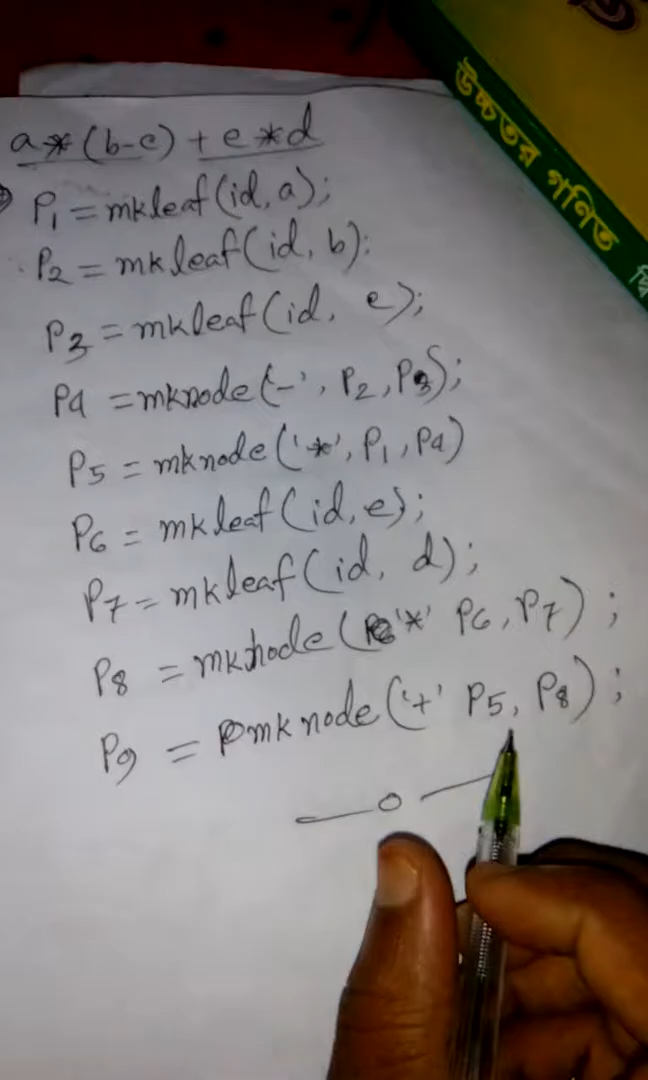 a*(b-e)+e*d
P1=mkleaf(id,a);
P2=mkleaf(id,b):
P3=mkleaf(id, e);
P4=mknode('-', P2,P3);
P5=mknode('*',P1,P4)
P6=mkleaf(id,e);
P7=mkleaf(id, d);
P8=mknode('*' P6,P7);
P9=mknode('+' P5, P8);
উচ্চতর গণিত